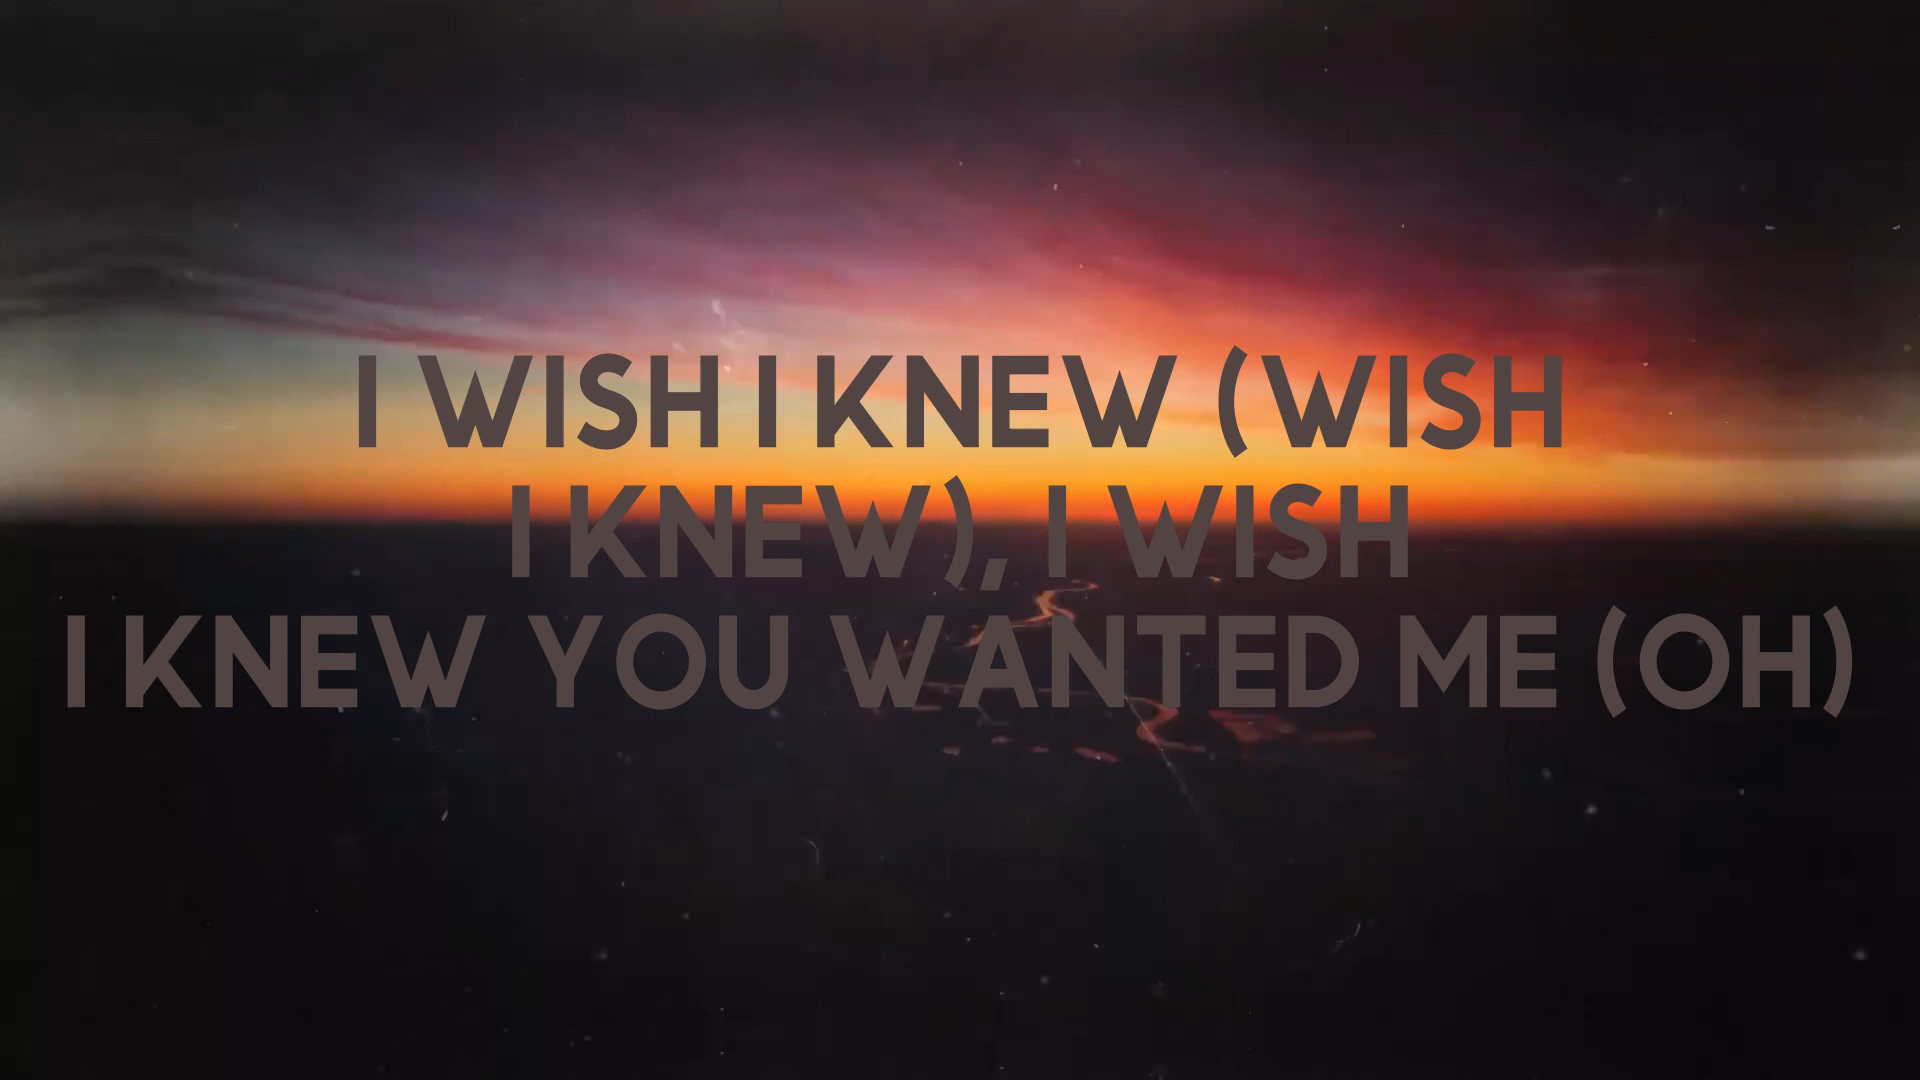 I WISH I KNEW (WISH
I KNEW), I WISH
I KNEW YOU WANTED ME (OH)